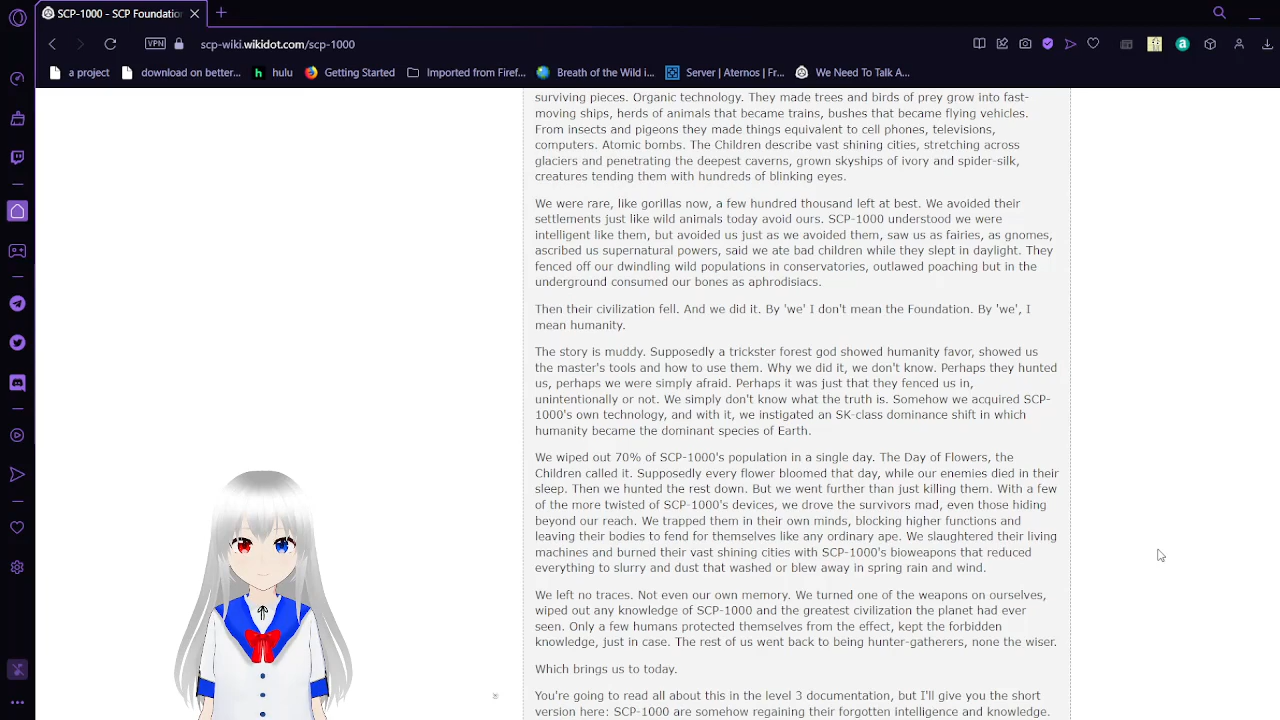 SCP-1000 - SCP Foundation
scp-wiki.wikidot.com/scp-1000
VPN
a project
download on better...
hulu
Getting Started
Imported from Firef...
Breath of the Wild i...
Server | Aternos | Fr...
We Need To Talk A...
surviving pieces. Organic technology. They made trees and birds of prey grow into fast-
moving ships, herds of animals that became trains, bushes that became flying vehicles.
From insects and pigeons they made things equivalent to cell phones, televisions,
computers. Atomic bombs. The Children describe vast shining cities, stretching across
glaciers and penetrating the deepest caverns, grown skyships of ivory and spider-silk,
creatures tending them with hundreds of blinking eyes.
We were rare, like gorillas now, a few hundred thousand left at best. We avoided their
settlements just like wild animals today avoid ours. SCP-1000 understood we were
intelligent like them, but avoided us just as we avoided them, saw us as fairies, as gnomes,
ascribed us supernatural powers, said we ate bad children while they slept in daylight. They
fenced off our dwindling wild populations in conservatories, outlawed poaching but in the
underground consumed our bones as aphrodisiacs.
Then their civilization fell. And we did it. By 'we' I don't mean the Foundation. By 'we', I
mean humanity.
The story is muddy. Supposedly a trickster forest god showed humanity favor, showed us
the master's tools and how to use them. Why we did it, we don't know. Perhaps they hunted
us, perhaps we were simply afraid. Perhaps it was just that they fenced us in,
unintentionally or not. We simply don't know what the truth is. Somehow we acquired SCP-
1000's own technology, and with it, we instigated an SK-class dominance shift in which
humanity became the dominant species of Earth.
We wiped out 70% of SCP-1000's population in a single day. The Day of Flowers, the
Children called it. Supposedly every flower bloomed that day, while our enemies died in their
sleep. Then we hunted the rest down. But we went further than just killing them. With a few
of the more twisted of SCP-1000's devices, we drove the survivors mad, even those hiding
beyond our reach. We trapped them in their own minds, blocking higher functions and
leaving their bodies to fend for themselves like any ordinary ape. We slaughtered their living
machines and burned their vast shining cities with SCP-1000's bioweapons that reduced
everything to slurry and dust that washed or blew away in spring rain and wind.
We left no traces. Not even our own memory. We turned one of the weapons on ourselves,
wiped out any knowledge of SCP-1000 and the greatest civilization the planet had ever
seen. Only a few humans protected themselves from the effect, kept the forbidden
knowledge, just in case. The rest of us went back to being hunter-gatherers, none the wiser.
Which brings us to today.
You're going to read all about this in the level 3 documentation, but I'll give you the short
version here: SCP-1000 are somehow regaining their forgotten intelligence and knowledge.